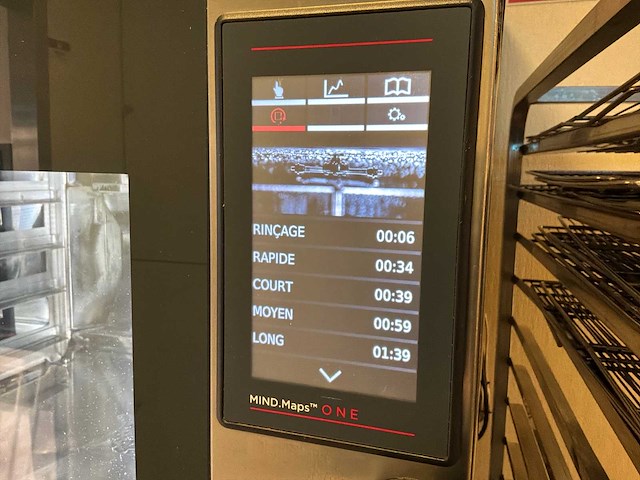 RINÇAGE 00:06
RAPIDE 00:34
COURT 00:39
MOYEN 00:59
LONG 01:39
MIND.Maps™ ONE